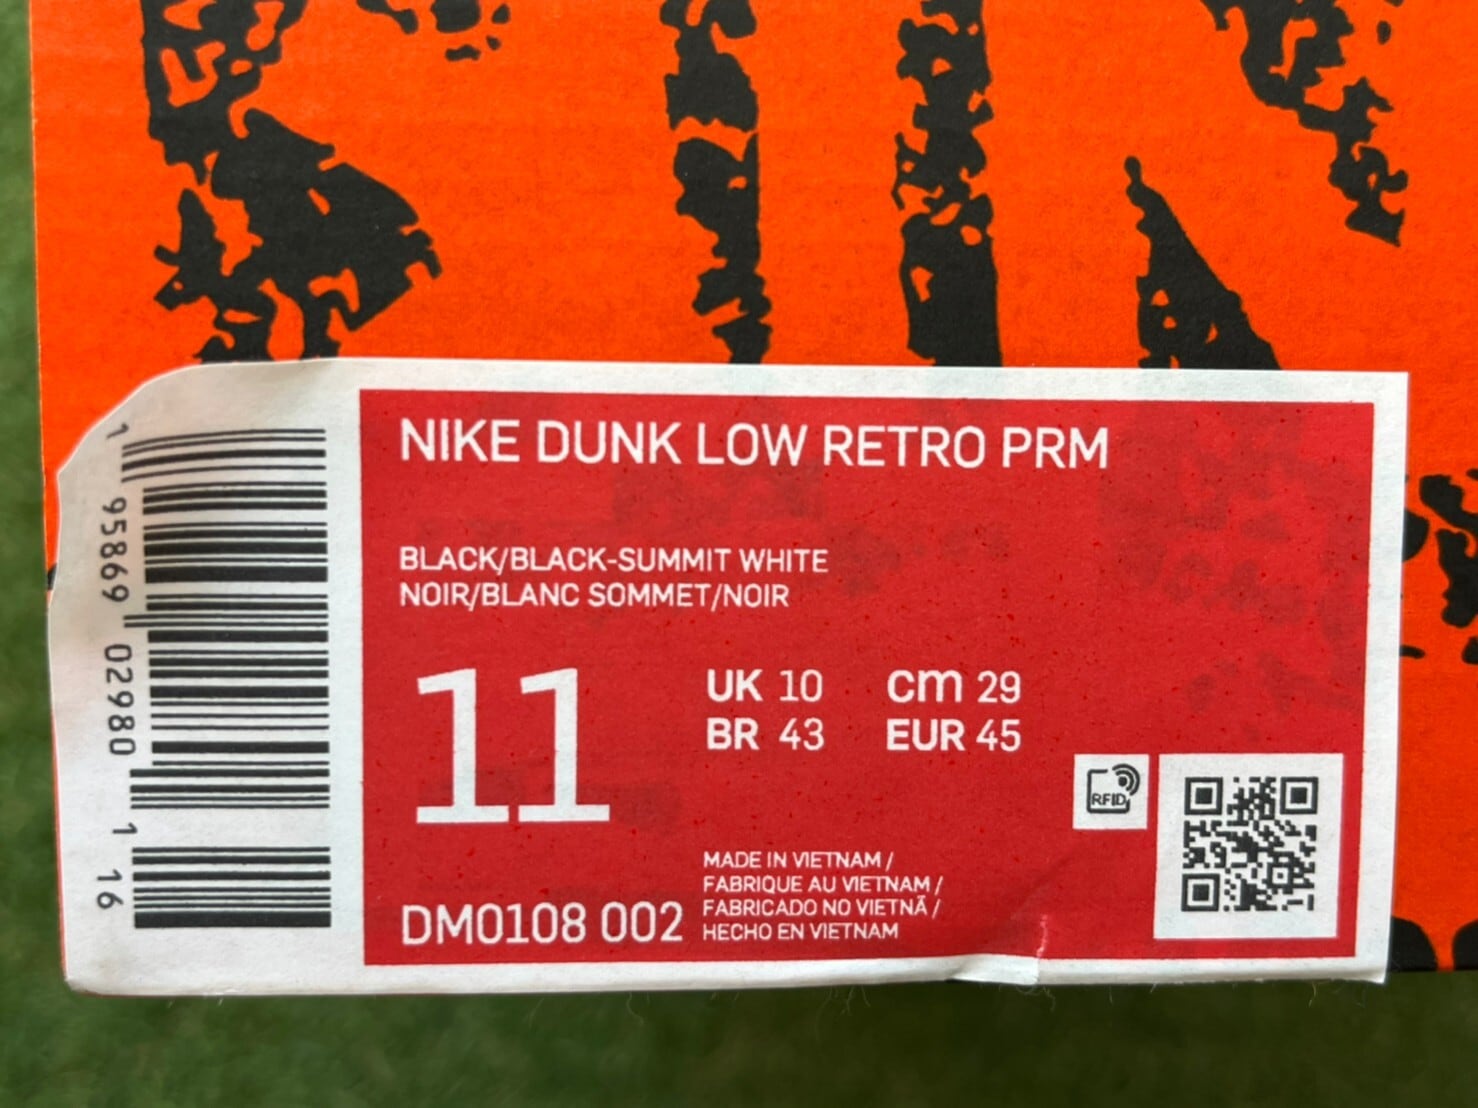 1 95869 02980 1 16
NIKE DUNK LOW RETRO PRM
BLACK/BLACK-SUMMIT WHITE
NOIR/BLANC SOMMET/NOIR
11
UK 10 cm 29
BR 43 EUR 45
RFID
DM0108 002
MADE IN VIETNAM /
FABRIQUE AU VIETNAM /
FABRICADO NO VIETNÃ /
HECHO EN VIETNAM